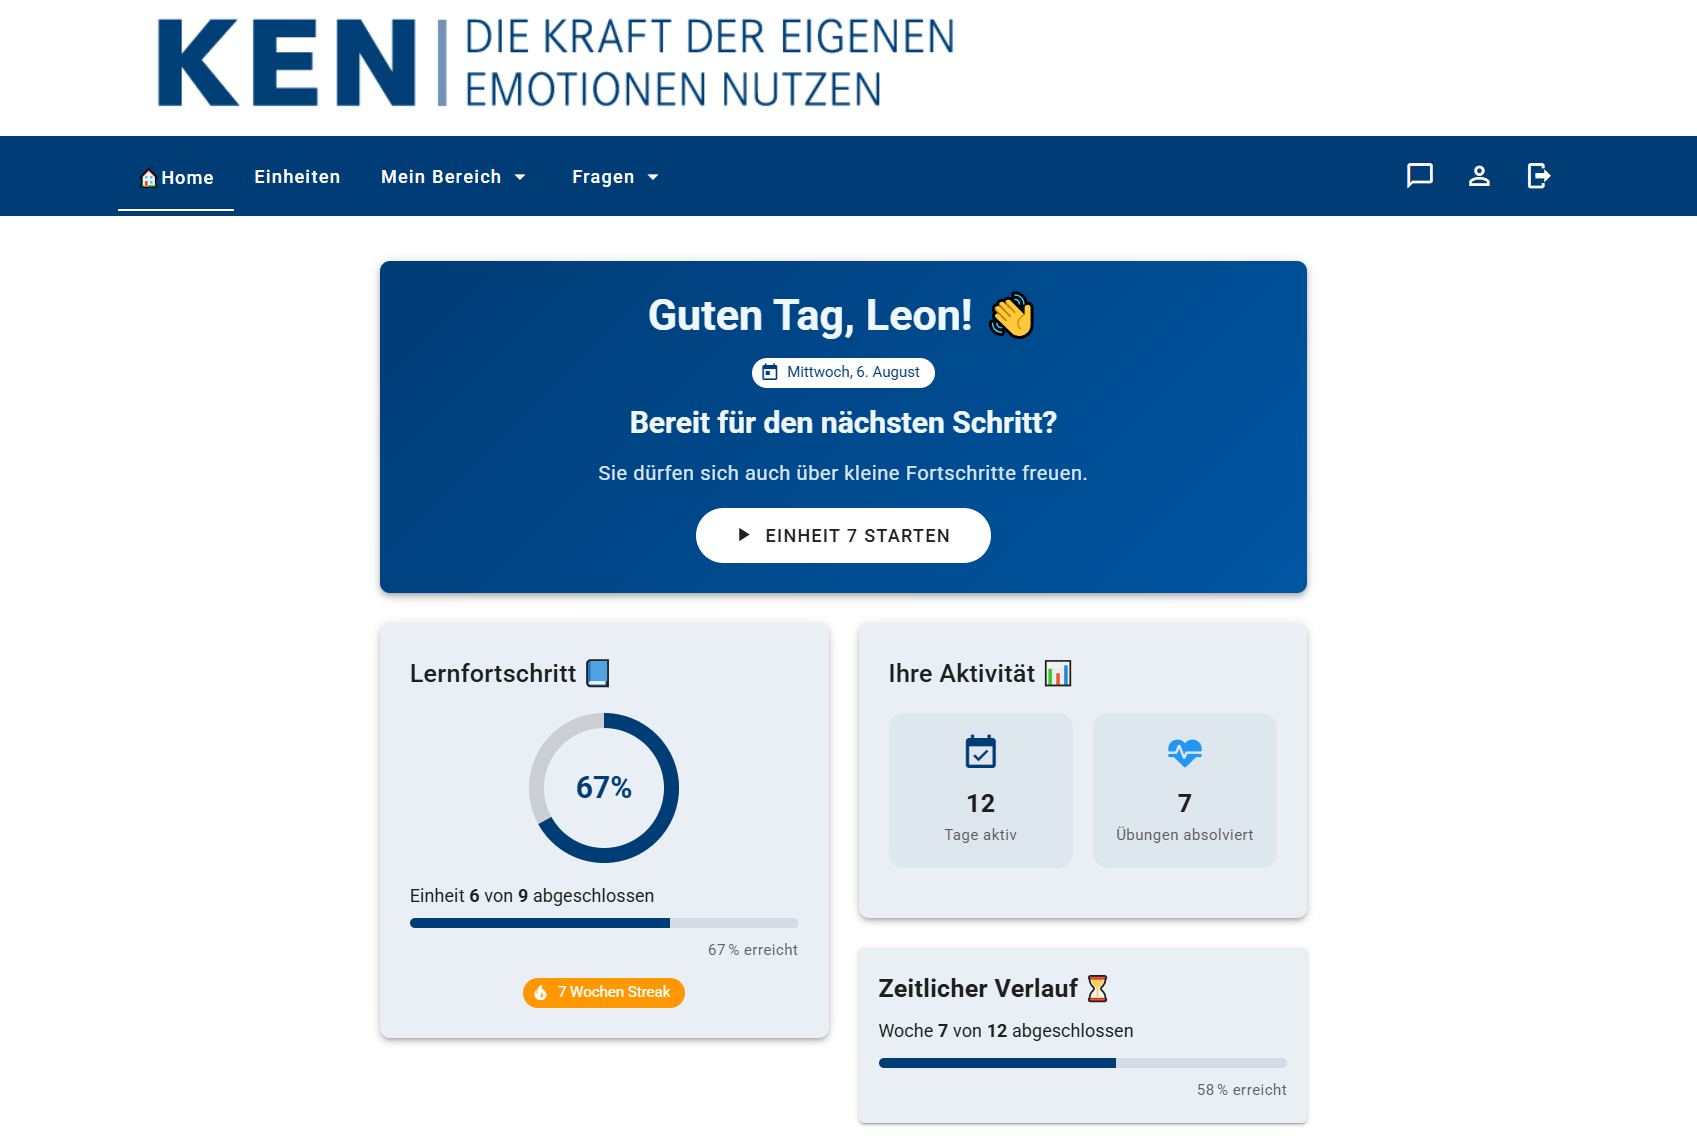 KEN DIE KRAFT DER EIGENEN
EMOTIONEN NUTZEN
Home
Einheiten
Mein Bereich
Fragen
Guten Tag, Leon!
Mittwoch, 6. August
Bereit für den nächsten Schritt?
Sie dürfen sich auch über kleine Fortschritte freuen.
EINHEIT 7 STARTEN
Lernfortschritt
67%
Einheit 6 von 9 abgeschlossen
67 % erreicht
7 Wochen Streak
Ihre Aktivität
12
Tage aktiv
7
Übungen absolviert
Zeitlicher Verlauf
Woche 7 von 12 abgeschlossen
58 % erreicht